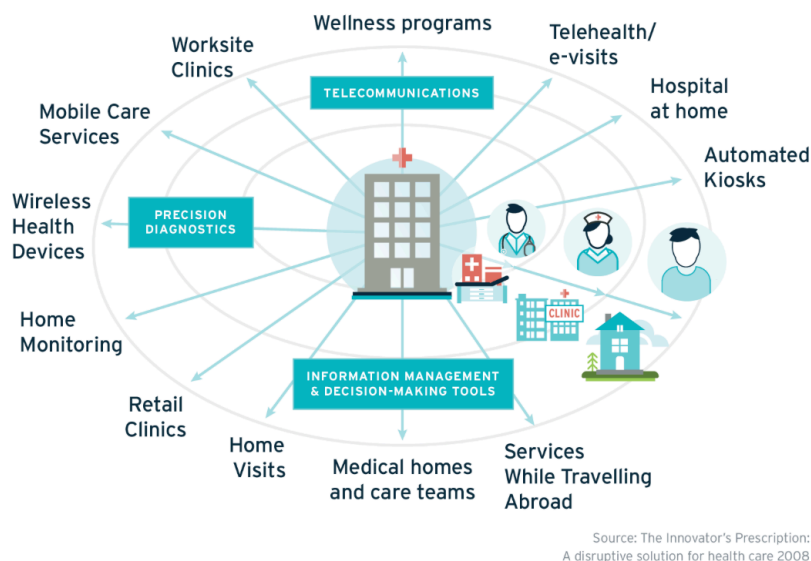 Wellness programs
Telehealth/
e-visits
Worksite
Clinics
Hospital
at home
TELECOMMUNICATIONS
Mobile Care
Services
Automated
Kiosks
Wireless
Health
Devices
PRECISION
DIAGNOSTICS
CLINIC
Home
Monitoring
INFORMATION MANAGEMENT
& DECISION-MAKING TOOLS
Retail
Clinics
Home
Visits
Medical homes
and care teams
Services
While Travelling
Abroad
Source: The Innovator's Prescription:
A disruptive solution for health care 2008